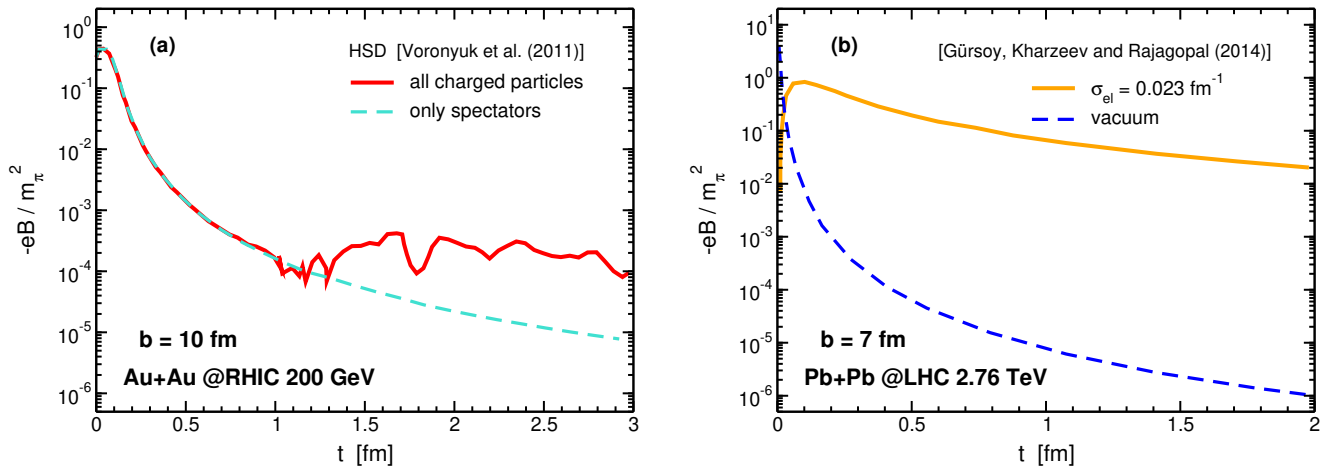 (a)
HSD [Voronyuk et al. (2011)]
all charged particles
only spectators
b = 10 fm
Au+Au @RHIC 200 GeV
-eB / m_π^2
10^0
10^-1
10^-2
10^-3
10^-4
10^-5
10^-6
0 0.5 1 1.5 2 2.5 3
t [fm]
(b)
[Gürsoy, Kharzeev and Rajagopal (2014)]
σ_el = 0.023 fm^-1
vacuum
b = 7 fm
Pb+Pb @LHC 2.76 TeV
-eB / m_π^2
10^1
10^0
10^-1
10^-2
10^-3
10^-4
10^-5
10^-6
0 0.5 1 1.5 2
t [fm]